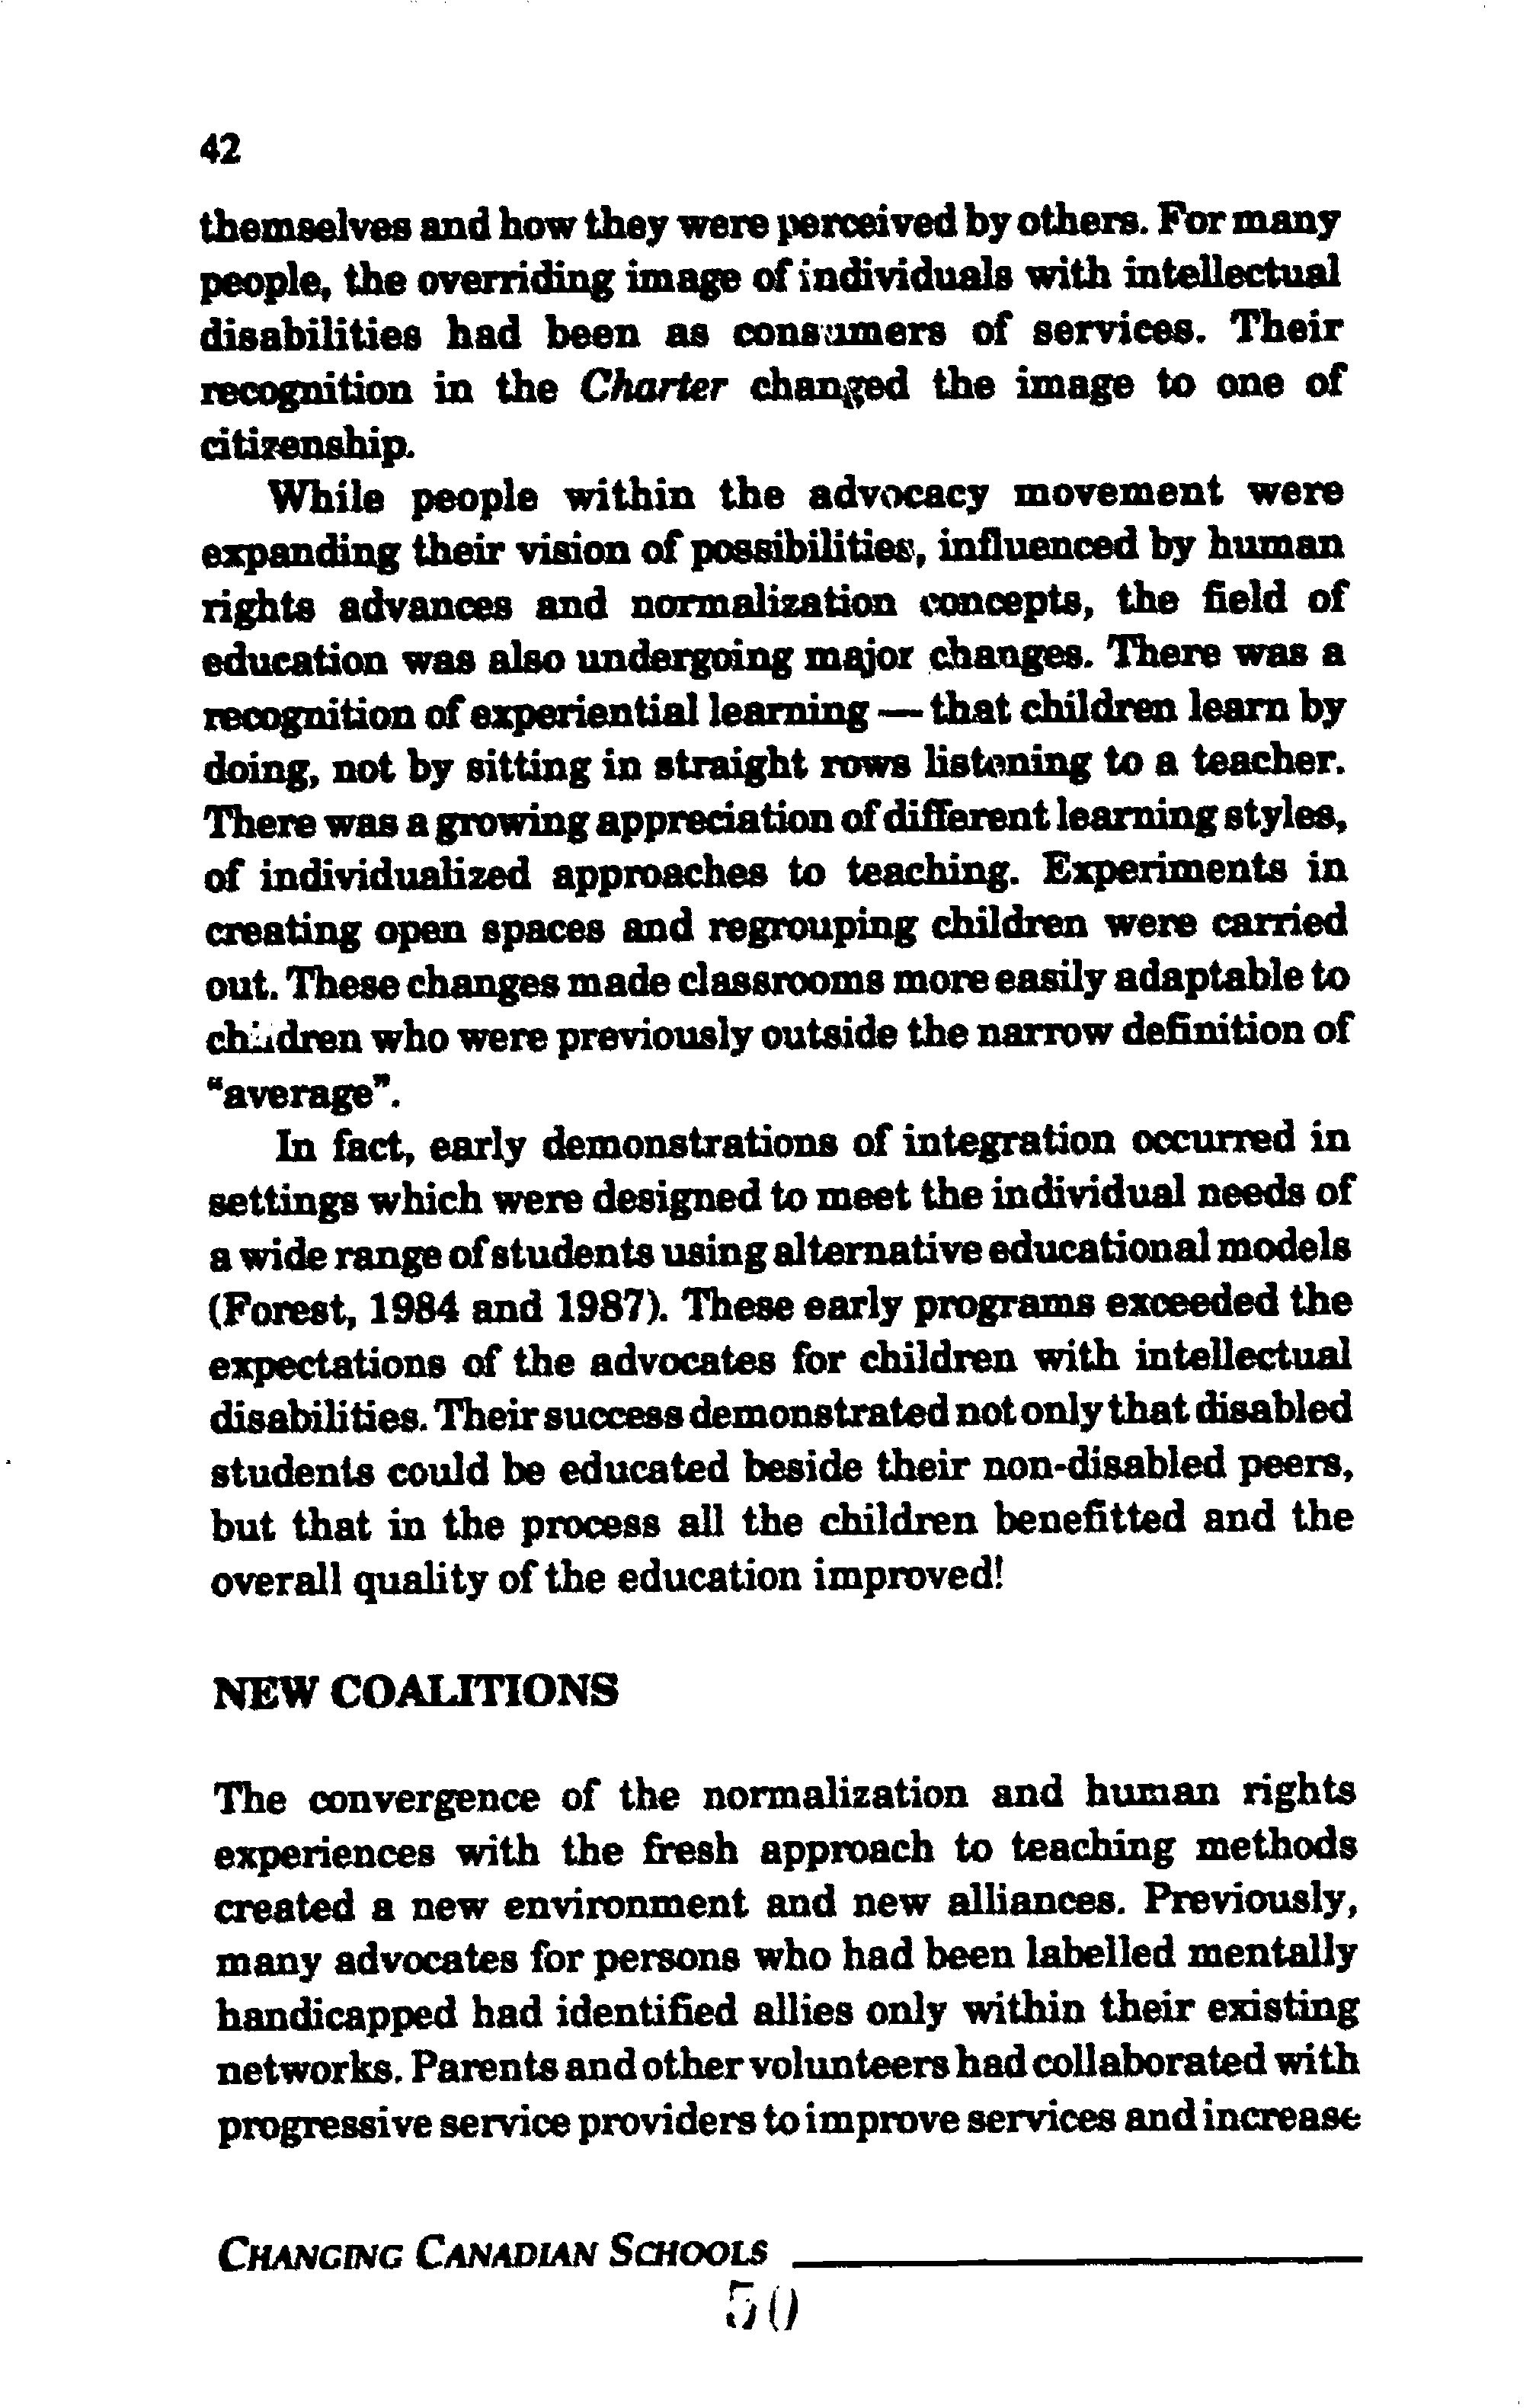 42
themselves and how they were perceived by others. For many
people, the overriding image of individuals with intellectual
disabilities had been as consumers of services. Their
recognition in the Charter changed the image to one of
citizenship.
While people within the advocacy movement were
expanding their vision of possibilities, influenced by human
rights advances and normalization concepts, the field of
education was also undergoing major changes. There was a
recognition of experiential learning — that children learn by
doing, not by sitting in straight rows listening to a teacher.
There was a growing appreciation of different learning styles,
of individualized approaches to teaching. Experiments in
creating open spaces and regrouping children were carried
out. These changes made classrooms more easily adaptable to
children who were previously outside the narrow definition of
"average".
In fact, early demonstrations of integration occurred in
settings which were designed to meet the individual needs of
a wide range of students using alternative educational models
(Forest, 1984 and 1987). These early programs exceeded the
expectations of the advocates for children with intellectual
disabilities. Their success demonstrated not only that disabled
students could be educated beside their non-disabled peers,
but that in the process all the children benefitted and the
overall quality of the education improved!
NEW COALITIONS
The convergence of the normalization and human rights
experiences with the fresh approach to teaching methods
created a new environment and new alliances. Previously,
many advocates for persons who had been labelled mentally
handicapped had identified allies only within their existing
networks. Parents and other volunteers had collaborated with
progressive service providers to improve services and increase
CHANGING CANADIAN SCHOOLS
50